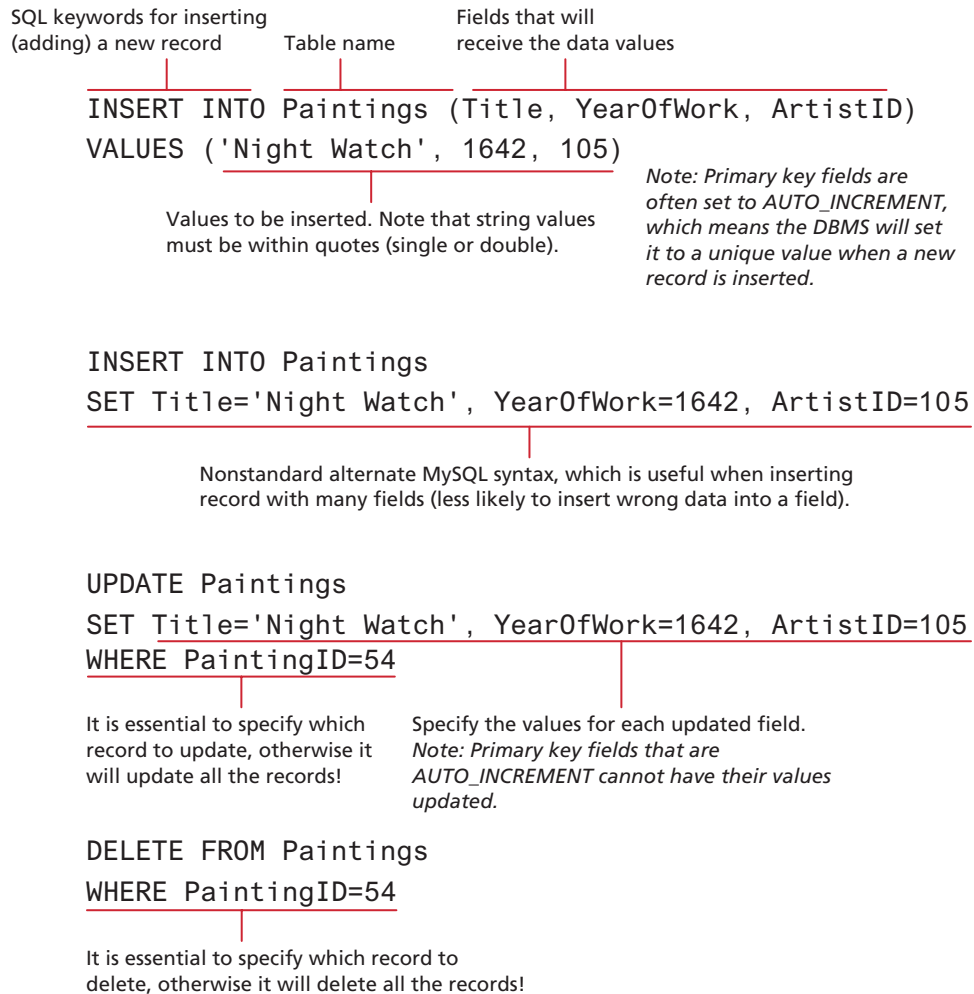 SQL keywords for inserting
(adding) a new record
Table name
Fields that will
receive the data values
INSERT INTO Paintings (Title, YearOfWork, ArtistID)
VALUES ('Night Watch', 1642, 105)
Values to be inserted. Note that string values
must be within quotes (single or double).
Note: Primary key fields are
often set to AUTO_INCREMENT,
which means the DBMS will set
it to a unique value when a new
record is inserted.
INSERT INTO Paintings
SET Title='Night Watch', YearOfWork=1642, ArtistID=105
Nonstandard alternate MySQL syntax, which is useful when inserting
record with many fields (less likely to insert wrong data into a field).
UPDATE Paintings
SET Title='Night Watch', YearOfWork=1642, ArtistID=105
WHERE PaintingID=54
It is essential to specify which
record to update, otherwise it
will update all the records!
Specify the values for each updated field.
Note: Primary key fields that are
AUTO_INCREMENT cannot have their values
updated.
DELETE FROM Paintings
WHERE PaintingID=54
It is essential to specify which record to
delete, otherwise it will delete all the records!